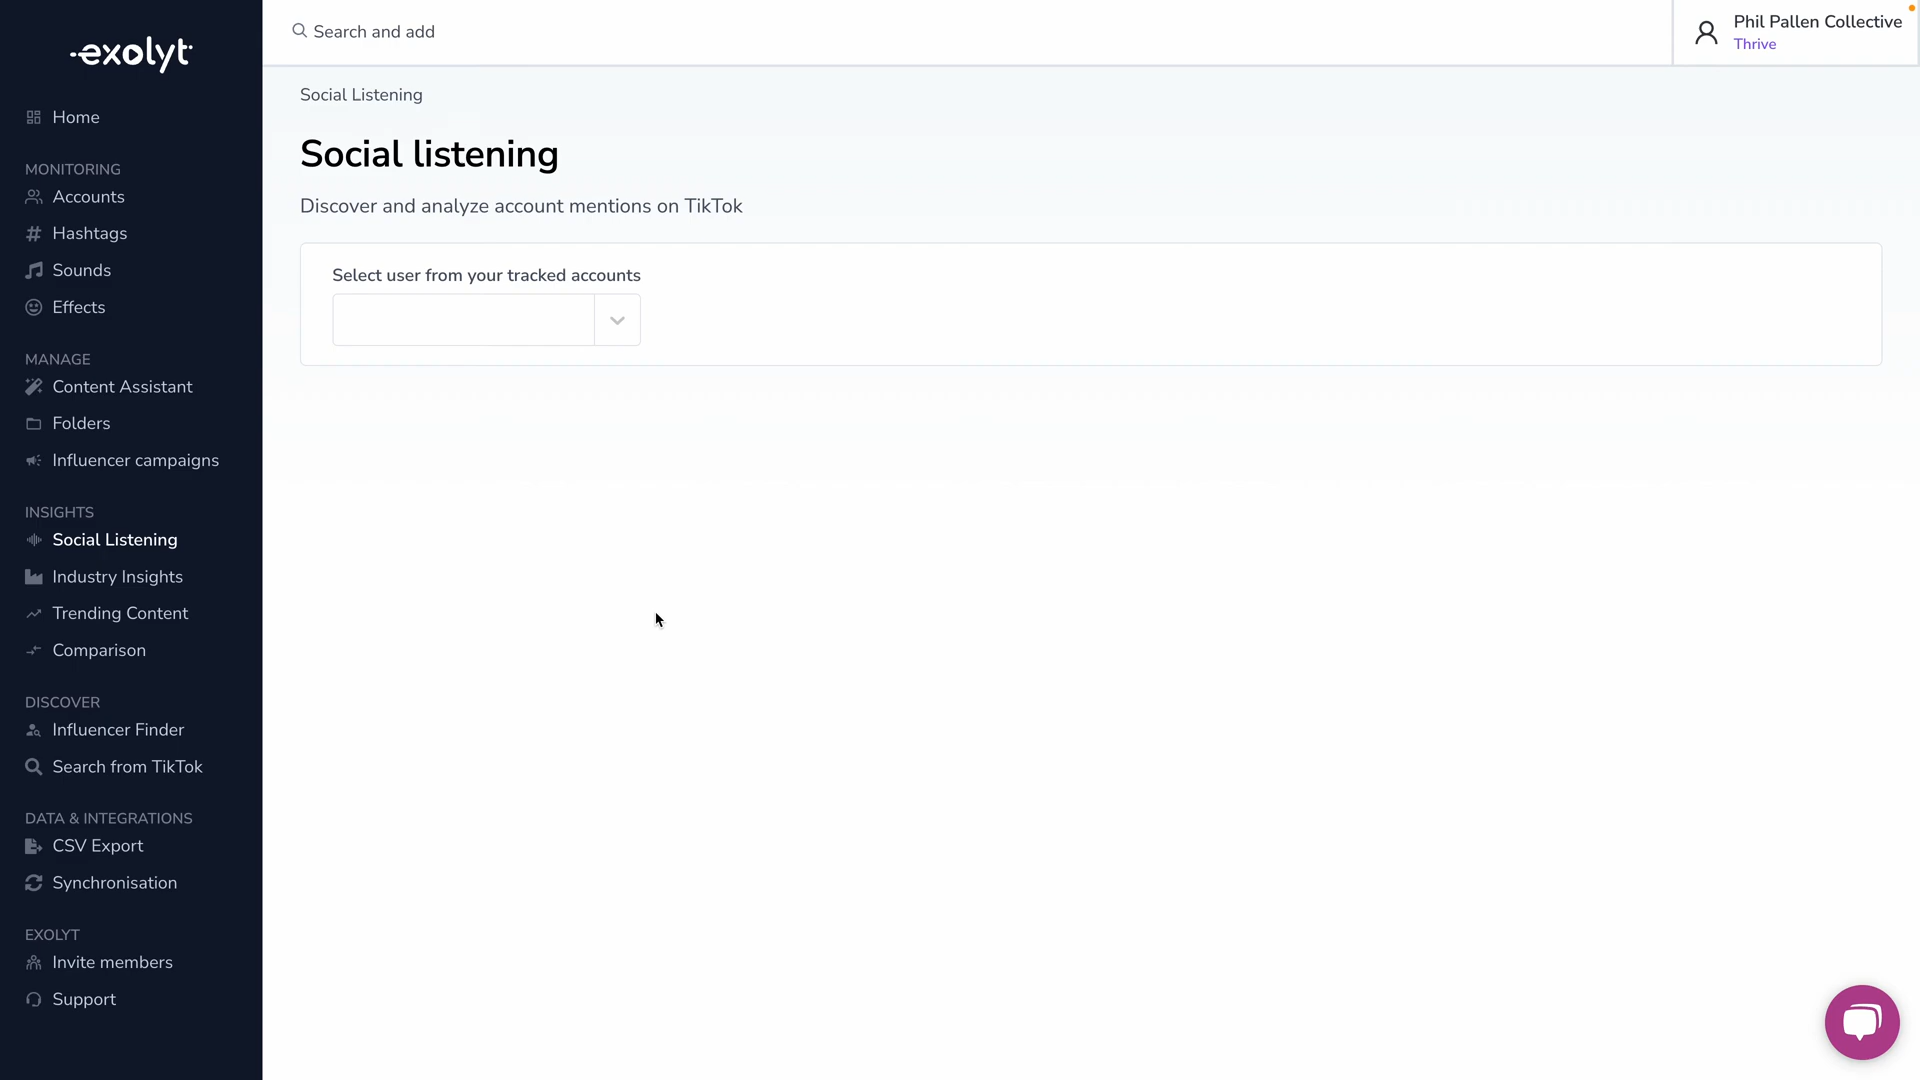 exolyt
Home
MONITORING
Accounts
Hashtags
Sounds
Effects
MANAGE
Content Assistant
Folders
Influencer campaigns
INSIGHTS
Social Listening
Industry Insights
Trending Content
Comparison
DISCOVER
Influencer Finder
Search from TikTok
DATA & INTEGRATIONS
CSV Export
Synchronisation
EXOLYT
Invite members
Support
Search and add
Phil Pallen Collective
Thrive
Social Listening
Social listening
Discover and analyze account mentions on TikTok
Select user from your tracked accounts